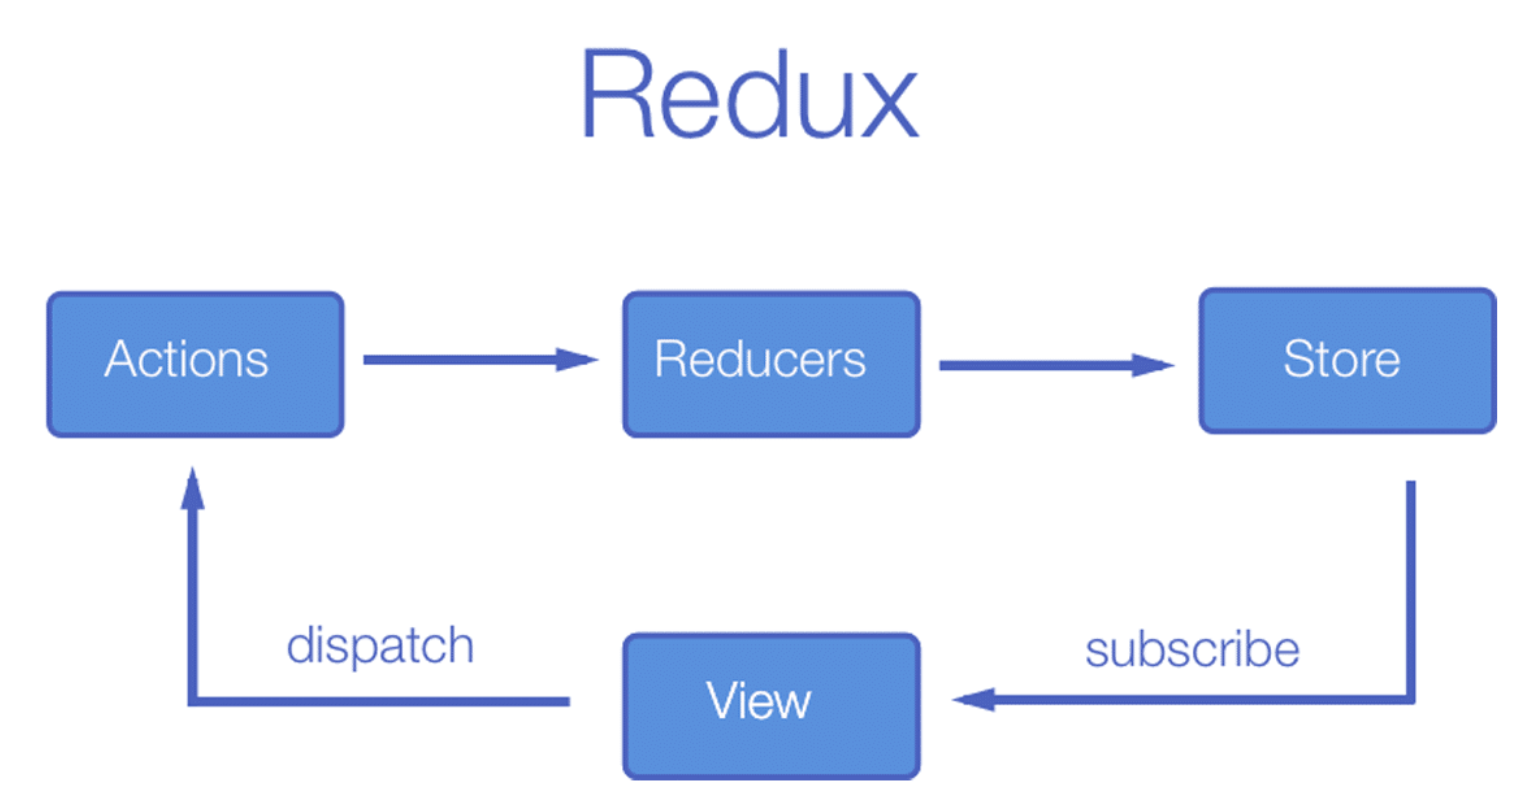 Redux
Actions
Reducers
Store
dispatch
subscribe
View